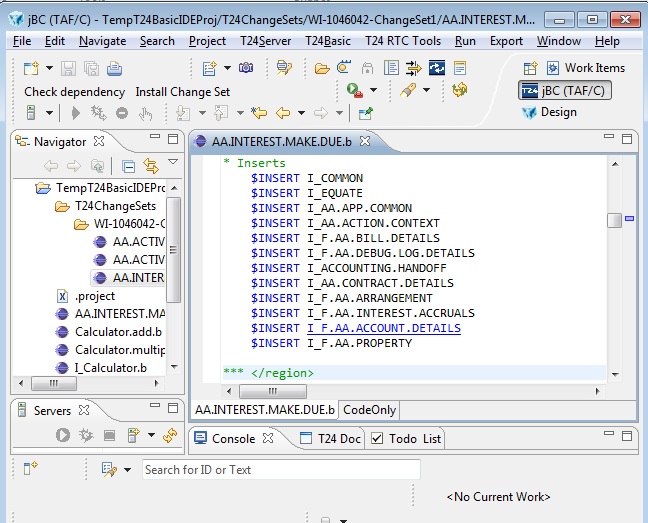 jBC (TAF/C) - TempT24BasicIDEProj/T24ChangeSets/WI-1046042-ChangeSet1/AA.INTEREST.M...
File Edit Source Refactor Navigate Search Project T24Server T24Basic T24 RTC Tools Run Export Window Help
Work Items
Check dependency Install Change Set
T24 jBC (TAF/C)
Design
Navigator
TempT24BasicIDEPro
T24ChangeSets
WI-1046042-C
AA.ACTIV
AA.ACTIV
AA.INTER
.project
AA.INTEREST.MA
Calculator.add.b
Calculator.multip
I_Calculator.b
AA.INTEREST.MAKE.DUE.b
* Inserts
$INSERT I_COMMON
$INSERT I_EQUATE
$INSERT I_AA.APP.COMMON
$INSERT I_AA.ACTION.CONTEXT
$INSERT I_F.AA.BILL.DETAILS
$INSERT I_F.AA.DEBUG.LOG.DETAILS
$INSERT I_ACCOUNTING.HANDOFF
$INSERT I_AA.CONTRACT.DETAILS
$INSERT I_F.AA.ARRANGEMENT
$INSERT I_F.AA.INTEREST.ACCRUALS
$INSERT I_F.AA.ACCOUNT.DETAILS
$INSERT I_F.AA.PROPERTY
*** </region>
AA.INTEREST.MAKE.DUE.b CodeOnly
Servers
Console T24 Doc Todo List
Search for ID or Text
<No Current Work>